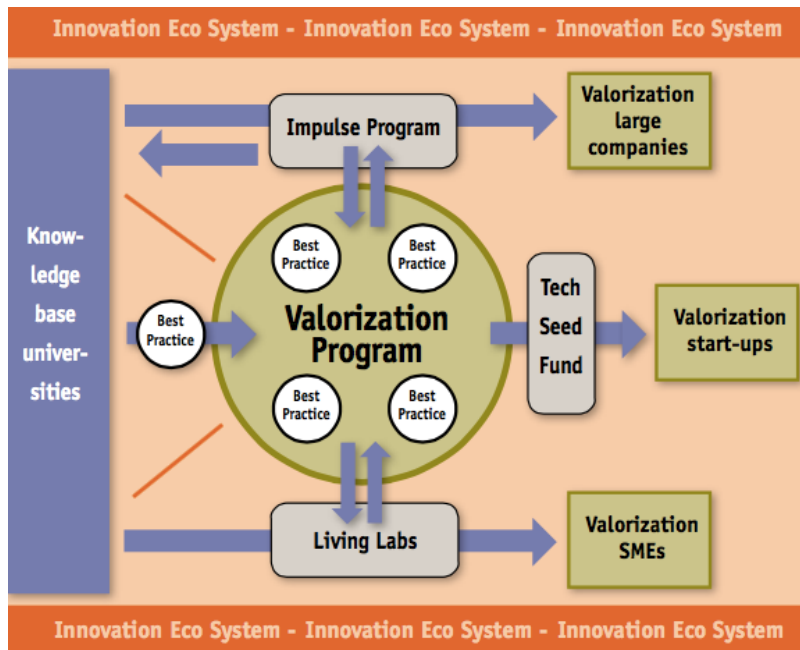 Innovation Eco System - Innovation Eco System - Innovation Eco System
Impulse Program
Valorization
large
companies
Know-
ledge
base
univer-
sities
Best
Practice
Best
Practice
Best
Practice
Valorization
Program
Tech
Seed
Fund
Valorization
start-ups
Best
Practice
Best
Practice
Living Labs
Valorization
SMEs
Innovation Eco System - Innovation Eco System - Innovation Eco System